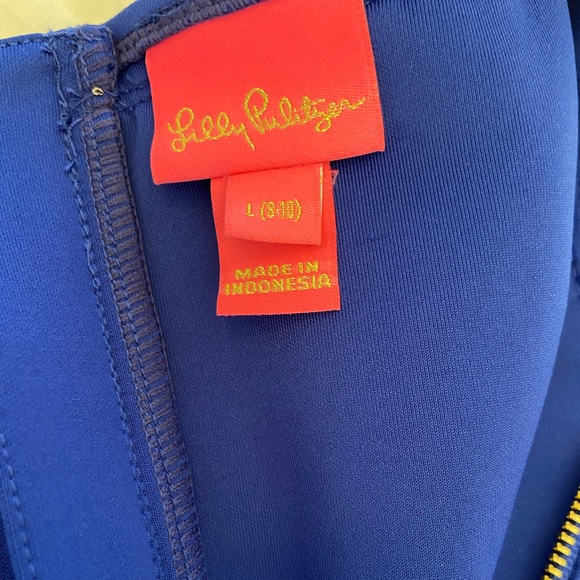 Lilly Pulitzer
L (8-10)
MADE IN
INDONESIA